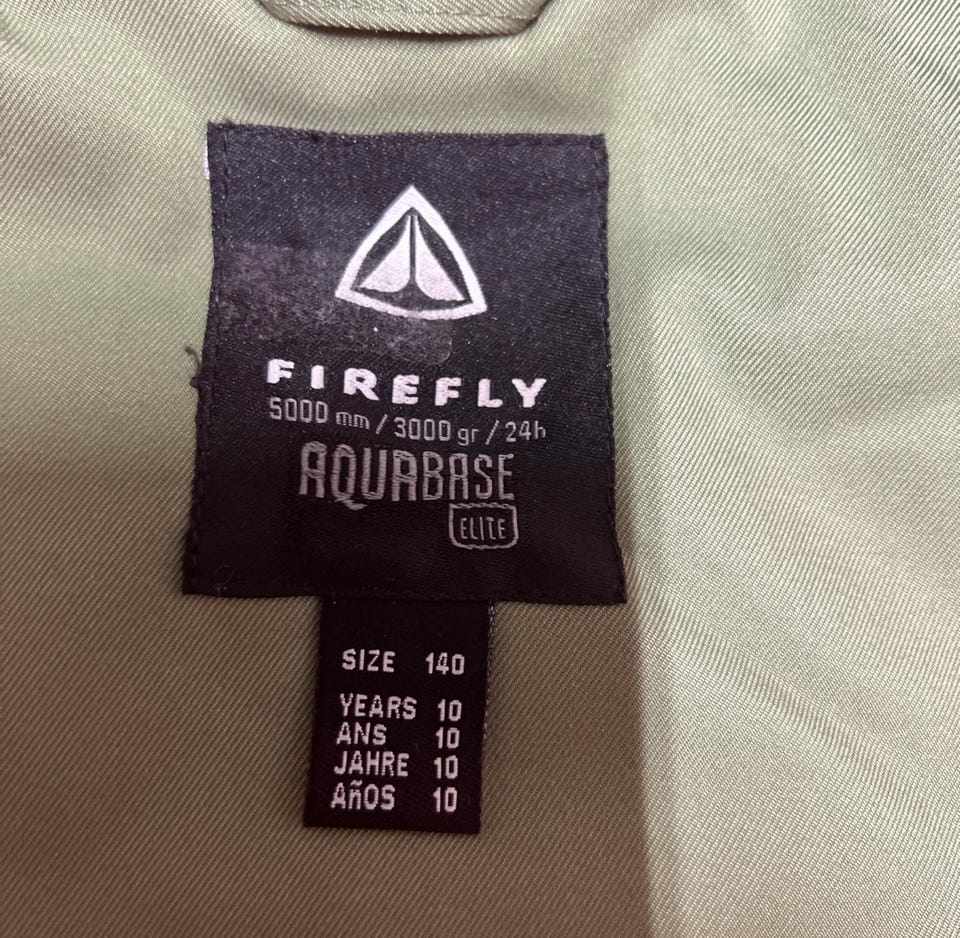 FIREFLY
5000 mm / 3000 gr / 24h
AQUABASE
ELITE
SIZE 140
YEARS 10
ANS 10
JAHRE 10
AñOS 10